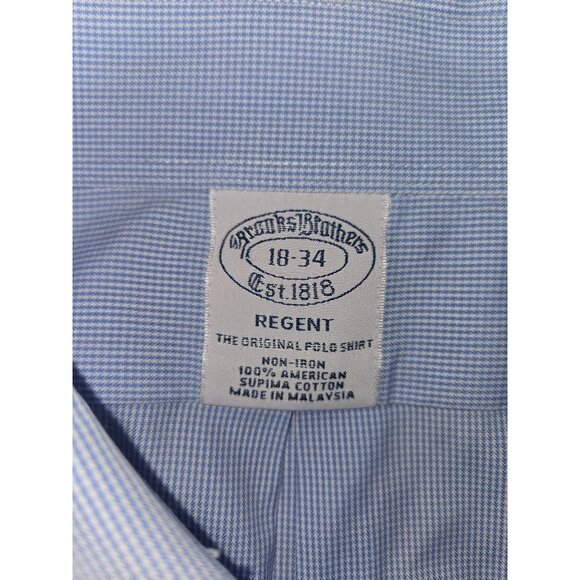 Brooks Brothers
18-34
Est. 1818
REGENT
THE ORIGINAL POLO SHIRT
NON-IRON
100% AMERICAN
SUPIMA COTTON
MADE IN MALAYSIA